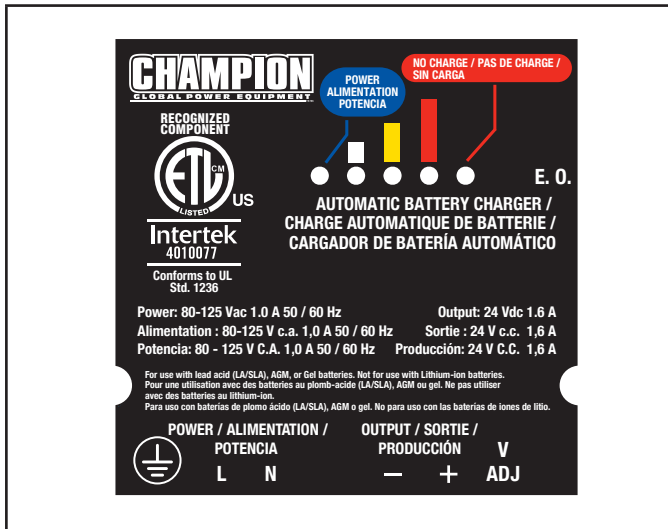 CHAMPION
GLOBAL POWER EQUIPMENT
POWER
ALIMENTATION
POTENCIA
NO CHARGE / PAS DE CHARGE /
SIN CARGA
RECOGNIZED
COMPONENT
ETL CM
LISTED
US
Intertek
4010077
Conforms to UL
Std. 1236
E. O.
AUTOMATIC BATTERY CHARGER /
CHARGE AUTOMATIQUE DE BATTERIE /
CARGADOR DE BATERÍA AUTOMÁTICO
Power: 80-125 Vac 1.0 A 50 / 60 Hz Output: 24 Vdc 1.6 A
Alimentation : 80-125 V c.a. 1,0 A 50 / 60 Hz Sortie : 24 V c.c. 1,6 A
Potencia: 80 - 125 V C.A. 1,0 A 50 / 60 Hz Producción: 24 V C.C. 1,6 A
For use with lead acid (LA/SLA), AGM, or Gel batteries. Not for use with Lithium-ion batteries.
Pour une utilisation avec des batteries au plomb-acide (LA/SLA), AGM ou gel. Ne pas utiliser
avec des batteries au lithium-ion.
Para uso con baterías de plomo ácido (LA/SLA), AGM o gel. No para uso con las baterías de iones de litio.
POWER / ALIMENTATION / OUTPUT / SORTIE /
POTENCIA PRODUCCIÓN V
L N — + ADJ